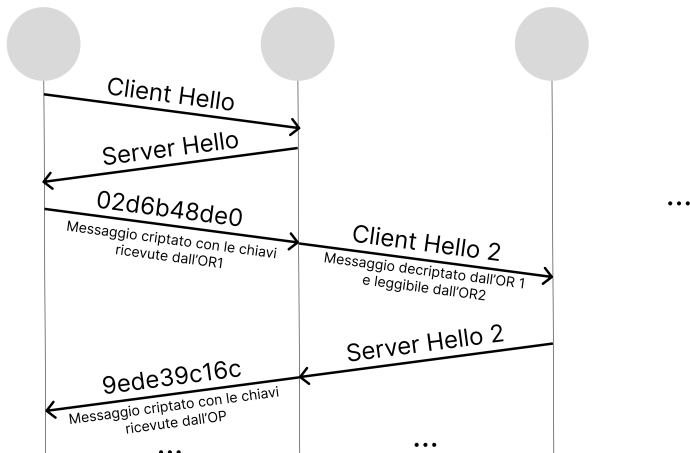 Client Hello
Server Hello
...
02d6b48de0
Messaggio criptato con le chiavi
ricevute dall'OR1
Client Hello 2
Messaggio decriptato dall'OR 1
e leggibile dall'OR2
Server Hello 2
9ede39c16c
Messaggio criptato con le chiavi
ricevute dall'OP
...
...